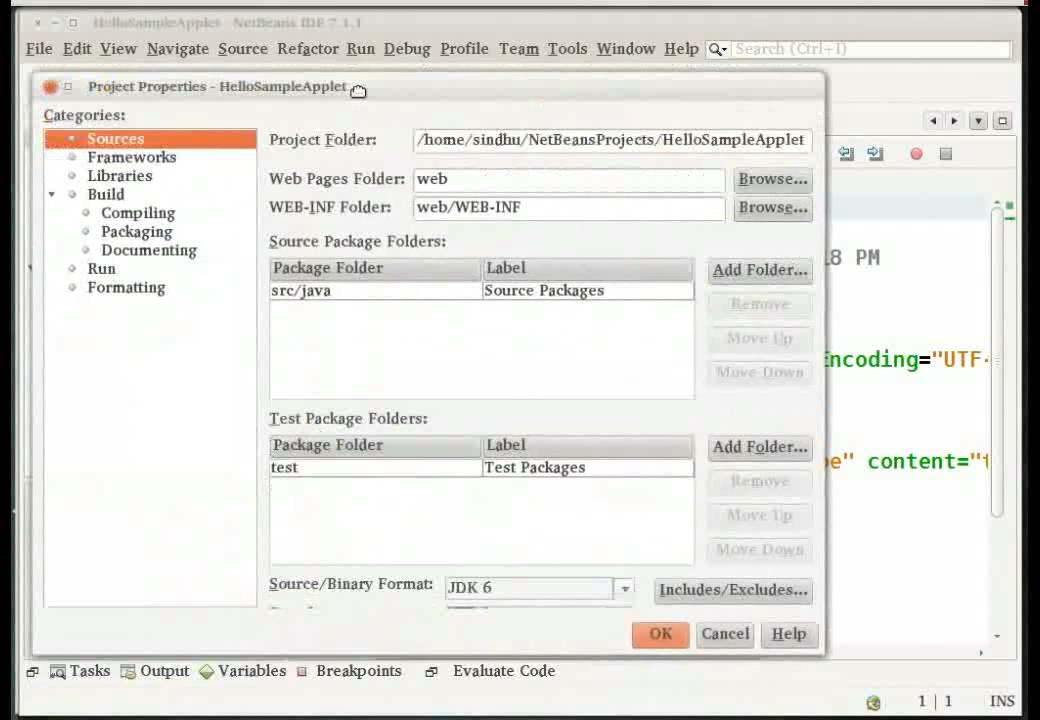 HelloSampleApplet - NetBeans IDE 7.1.1
File Edit View Navigate Source Refactor Run Debug Profile Team Tools Window Help Search (Ctrl+I)
Project Properties - HelloSampleApplet
Categories:
Sources
Frameworks
Libraries
Build
Compiling
Packaging
Documenting
Run
Formatting
Project Folder: /home/sindhu/NetBeansProjects/HelloSampleApplet
Web Pages Folder: web Browse...
WEB-INF Folder: web/WEB-INF Browse...
Source Package Folders:
Package Folder Label Add Folder...
src/java Source Packages
Remove
Move Up
Move Down
Test Package Folders:
Package Folder Label Add Folder...
test Test Packages
Remove
Move Up
Move Down
Source/Binary Format: JDK 6 Includes/Excludes...
OK Cancel Help
8 PM
Encoding="UTF-
pe" content="t
Tasks Output Variables Breakpoints Evaluate Code
1 | 1 INS